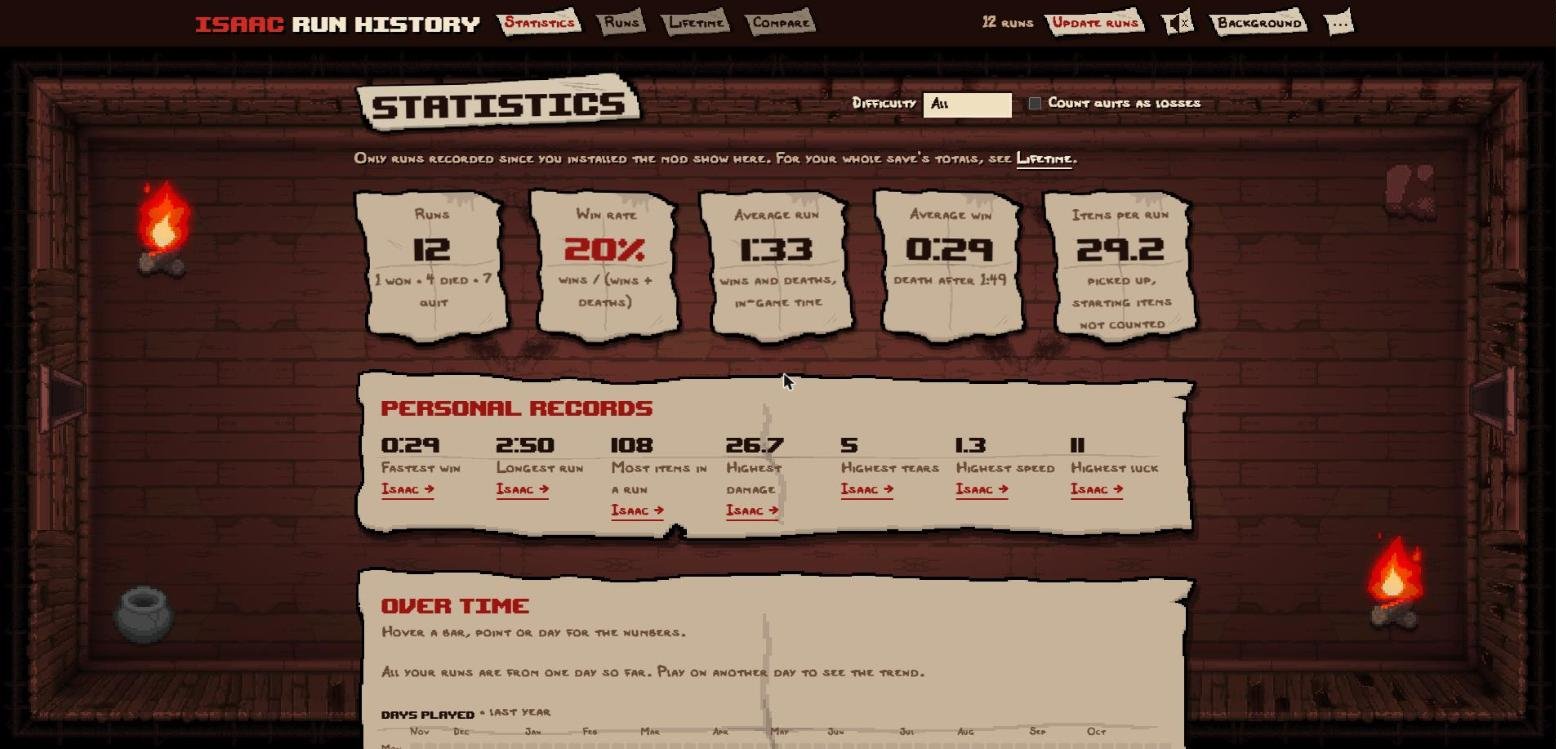 ISAAC RUN HISTORY Statistics Runs Lifetime Compare 12 runs Update runs Background ...
STATISTICS
Difficulty All Count quits as losses
Only runs recorded since you installed the mod show here. For your whole save's totals, see Lifetime.
Runs
12
1 won • 4 died • 7
quit
Win rate
20%
wins / (wins +
deaths)
Average run
1:33
wins and deaths,
in-game time
Average win
0:29
death after 1:49
Items per run
29.2
picked up,
starting items
not counted
PERSONAL RECORDS
0:29
Fastest win
Isaac →
2:50
Longest run
Isaac →
108
Most items in
a run
Isaac →
26.7
Highest
damage
Isaac →
5
Highest tears
Isaac →
1.3
Highest speed
Isaac →
11
Highest luck
Isaac →
OVER TIME
Hover a bar, point or day for the numbers.
All your runs are from one day so far. Play on another day to see the trend.
DAYS PLAYED • last year
Nov Dec Jan Feb Mar Apr May Jun Jul Aug Sep Oct